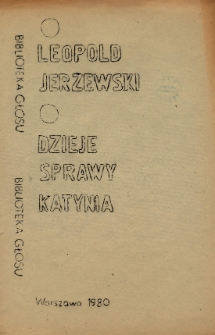 LEOPOLD
JERZEWSKI
DZIEJE
SPRAWY
KATYNIA
BIBLIOTEKA GŁOSU
BIBLIOTEKA GŁOSU
Warszawa 1980